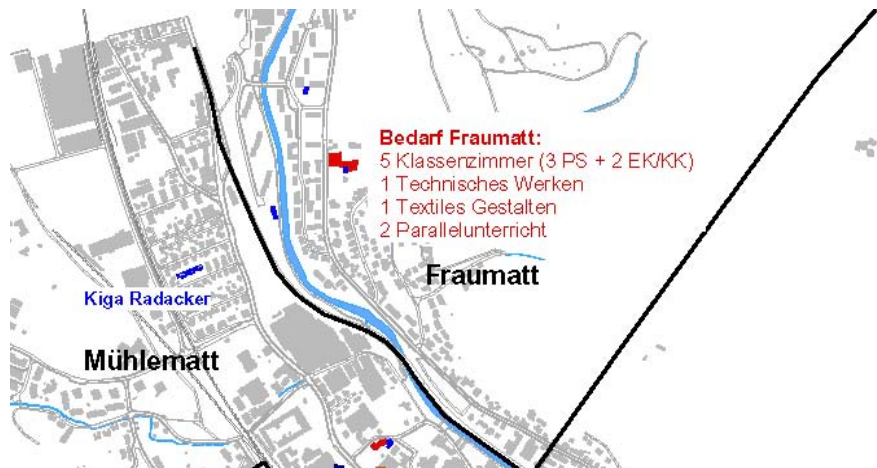 Bedarf Fraumatt:
5 Klassenzimmer (3 PS + 2 EK/KK)
1 Technisches Werken
1 Textiles Gestalten
2 Parallelunterricht
Fraumatt
Kiga Radacker
Mühlematt